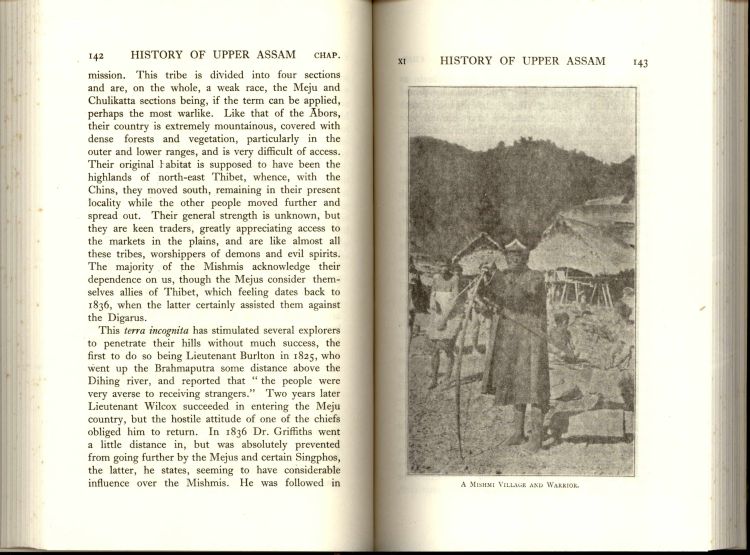 142 HISTORY OF UPPER ASSAM CHAP.
mission. This tribe is divided into four sections
and are, on the whole, a weak race, the Meju and
Chulikatta sections being, if the term can be applied,
perhaps the most warlike. Like that of the Ābors,
their country is extremely mountainous, covered with
dense forests and vegetation, particularly in the
outer and lower ranges, and is very difficult of access.
Their original habitat is supposed to have been the
highlands of north-east Thibet, whence, with the
Chins, they moved south, remaining in their present
locality while the other people moved further and
spread out. Their general strength is unknown, but
they are keen traders, greatly appreciating access to
the markets in the plains, and are like almost all
these tribes, worshippers of demons and evil spirits.
The majority of the Mishmis acknowledge their
dependence on us, though the Mejus consider them-
selves allies of Thibet, which feeling dates back to
1836, when the latter certainly assisted them against
the Digarus.
This terra incognita has stimulated several explorers
to penetrate their hills without much success, the
first to do so being Lieutenant Burlton in 1825, who
went up the Brahmaputra some distance above the
Dihing river, and reported that " the people were
very averse to receiving strangers." Two years later
Lieutenant Wilcox succeeded in entering the Meju
country, but the hostile attitude of one of the chiefs
obliged him to return. In 1836 Dr. Griffiths went
a little distance in, but was absolutely prevented
from going further by the Mejus and certain Singphos,
the latter, he states, seeming to have considerable
influence over the Mishmis. He was followed in
XI HISTORY OF UPPER ASSAM 143
A MISHMI VILLAGE AND WARRIOR.